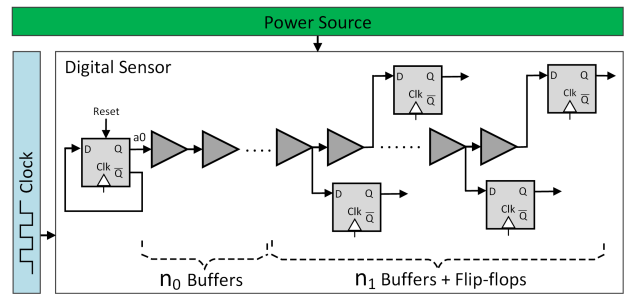 Power Source
Digital Sensor
Clock
Reset
D Q
Clk
Q
a0
D Q
Clk
Q
D Q
Clk
Q
D Q
Clk
Q
D Q
Clk
Q
n0 Buffers
n1 Buffers + Flip-flops